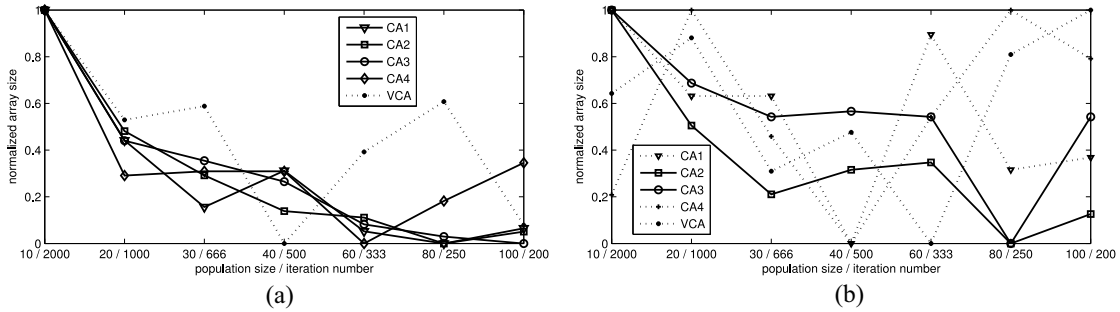 normalized array size
1
0.8
0.6
0.4
0.2
0
10 / 2000 20 / 1000 30 / 666 40 / 500 60 / 333 80 / 250 100 / 200
population size / iteration number
CA1
CA2
CA3
CA4
VCA
(a)
normalized array size
1
0.8
0.6
0.4
0.2
0
10 / 2000 20 / 1000 30 / 666 40 / 500 60 / 333 80 / 250 100 / 200
population size / iteration number
CA1
CA2
CA3
CA4
VCA
(b)